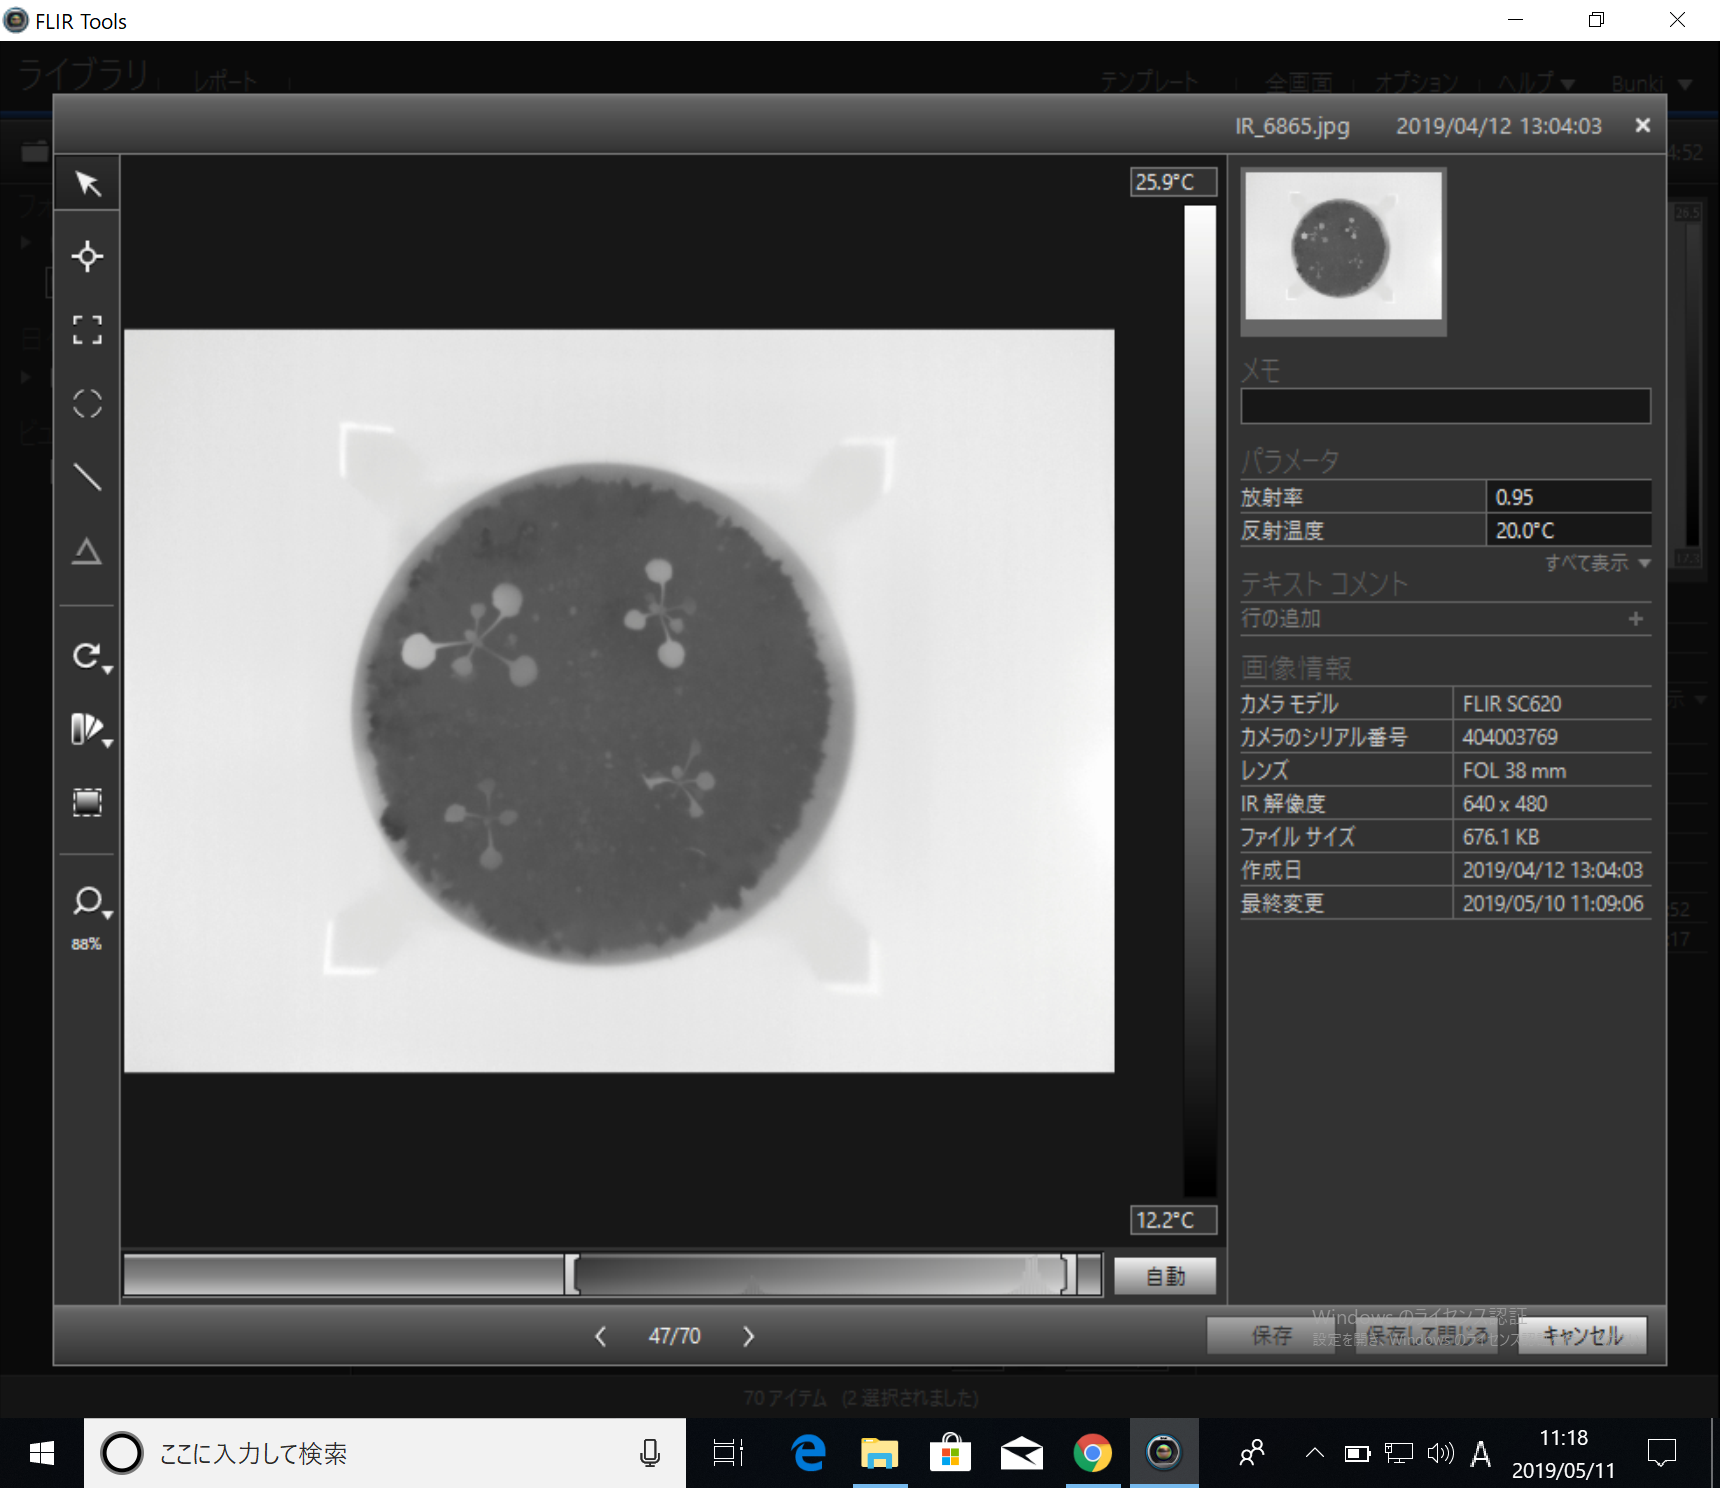 FLIR Tools
ライブラリ レポート テンプレート 全画面 オプション ヘルプ Bunki
IR_6865.jpg 2019/04/12 13:04:03
25.9°C
メモ
パラメータ
放射率 0.95
反射温度 20.0°C
すべて表示
テキスト コメント
行の追加 +
画像情報
カメラ モデル FLIR SC620
カメラのシリアル番号 404003769
レンズ FOL 38 mm
IR 解像度 640 x 480
ファイル サイズ 676.1 KB
作成日 2019/04/12 13:04:03
最終変更 2019/05/10 11:09:06
88%
12.2°C
自動
47/70
保存 保存して閉じる キャンセル
Windows のライセンス認証
設定を開き、Windows のライセンス
70 アイテム (2 選択されました)
ここに入力して検索
A
11:18
2019/05/11